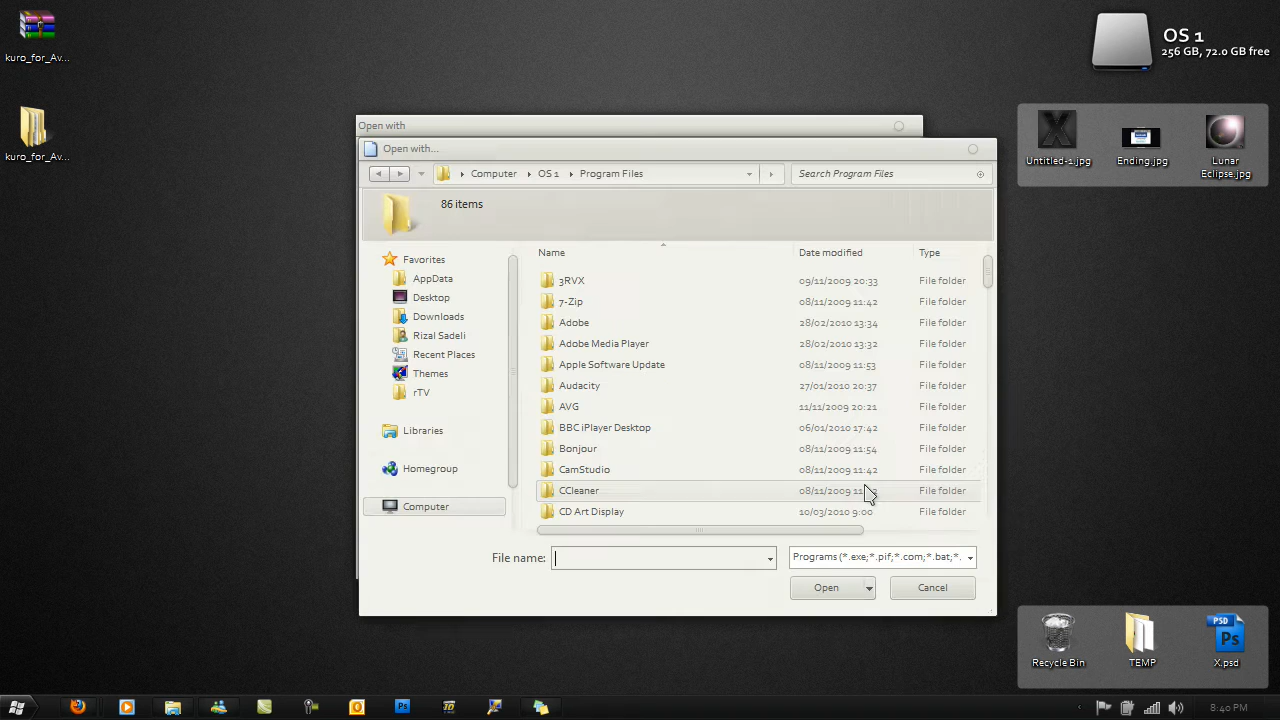 kuro_for_Av...
kuro_for_Av...
OS 1
256 GB, 72.0 GB free
Untitled-1.jpg
Ending.jpg
Lunar
Eclipse.jpg
Open with
Open with...
Computer
OS 1
Program Files
Search Program Files
86 items
Favorites
AppData
Desktop
Downloads
Rizal Sadeli
Recent Places
Themes
rTV
Libraries
Homegroup
Computer
Name Date modified Type
3RVX 09/11/2009 20:33 File folder
7-Zip 08/11/2009 11:42 File folder
Adobe 28/02/2010 13:34 File folder
Adobe Media Player 28/02/2010 13:32 File folder
Apple Software Update 08/11/2009 11:53 File folder
Audacity 27/01/2010 20:37 File folder
AVG 11/11/2009 20:21 File folder
BBC iPlayer Desktop 06/01/2010 17:42 File folder
Bonjour 08/11/2009 11:54 File folder
CamStudio 08/11/2009 11:42 File folder
CCleaner 08/11/2009 File folder
CD Art Display 10/03/2010 9:00 File folder
File name:
Programs (*.exe;*.pif;*.com;*.bat;*.
Open
Cancel
PSD
Ps
Recycle Bin
TEMP
X.psd
Ps
8:40 PM